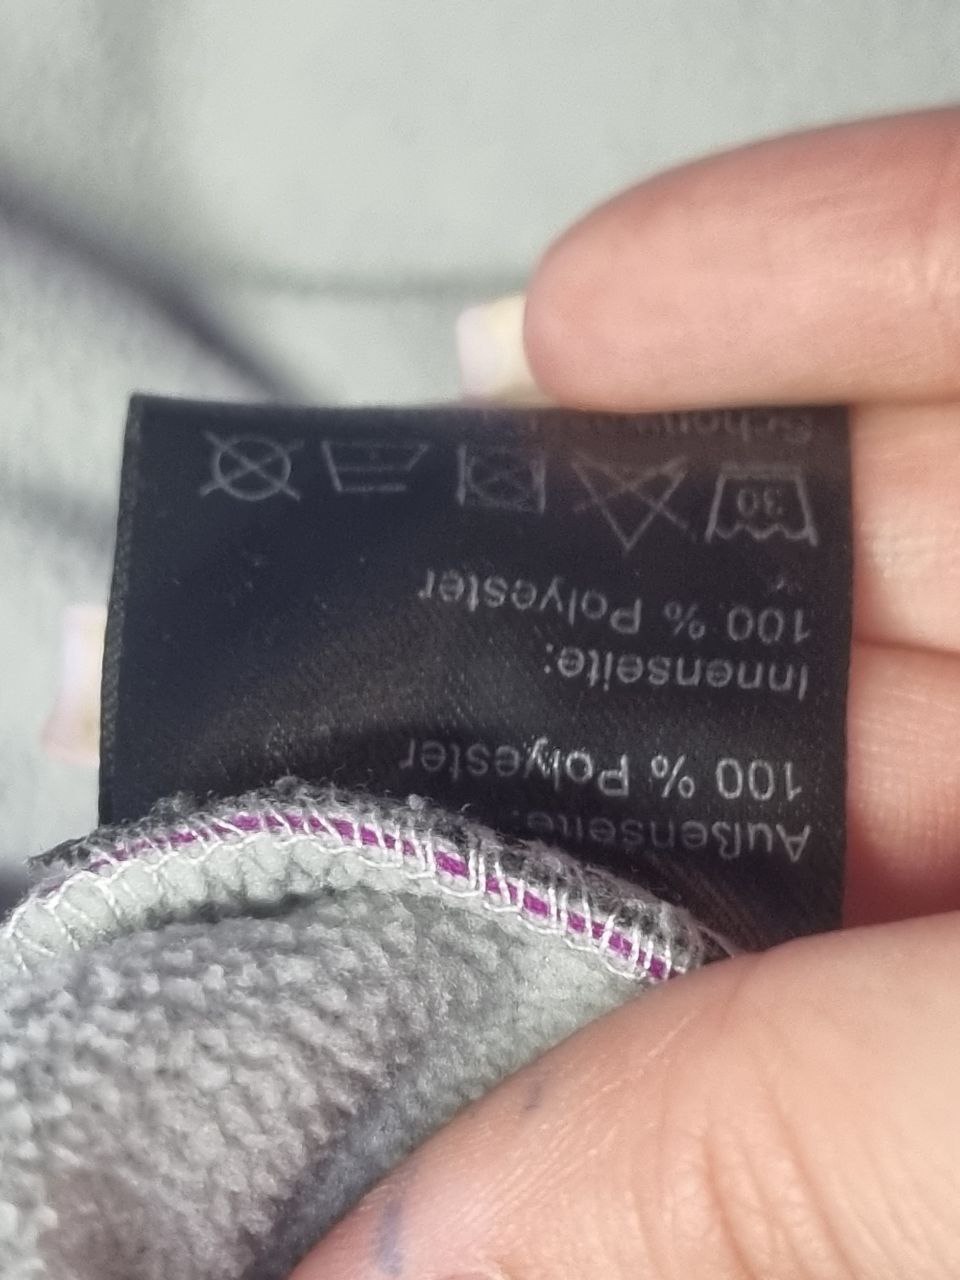 Außenseite:
100 % Polyester
Innenseite:
100 % Polyester
30